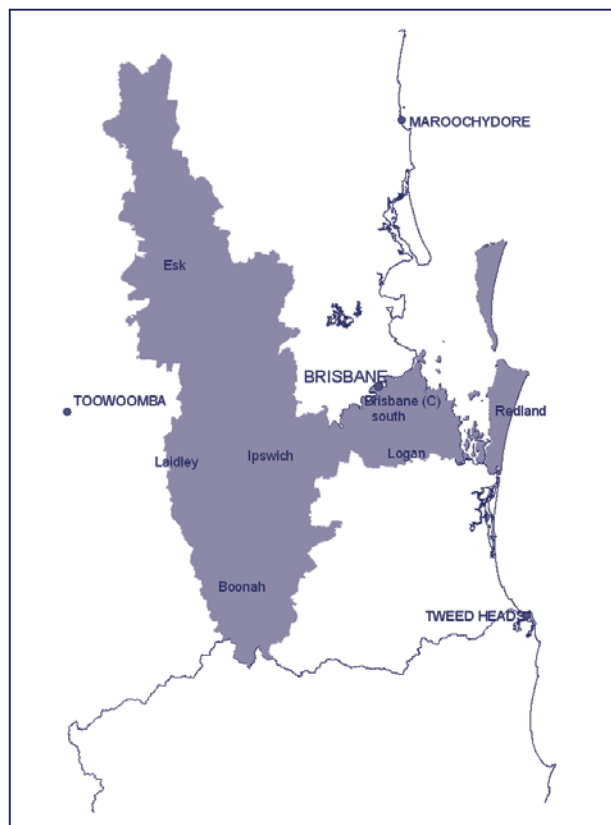 MAROOCHYDORE
Esk
BRISBANE
TOOWOOMBA
Brisbane (C)
south
Redland
Laidley
Ipswich
Logan
Boonah
TWEED HEADS